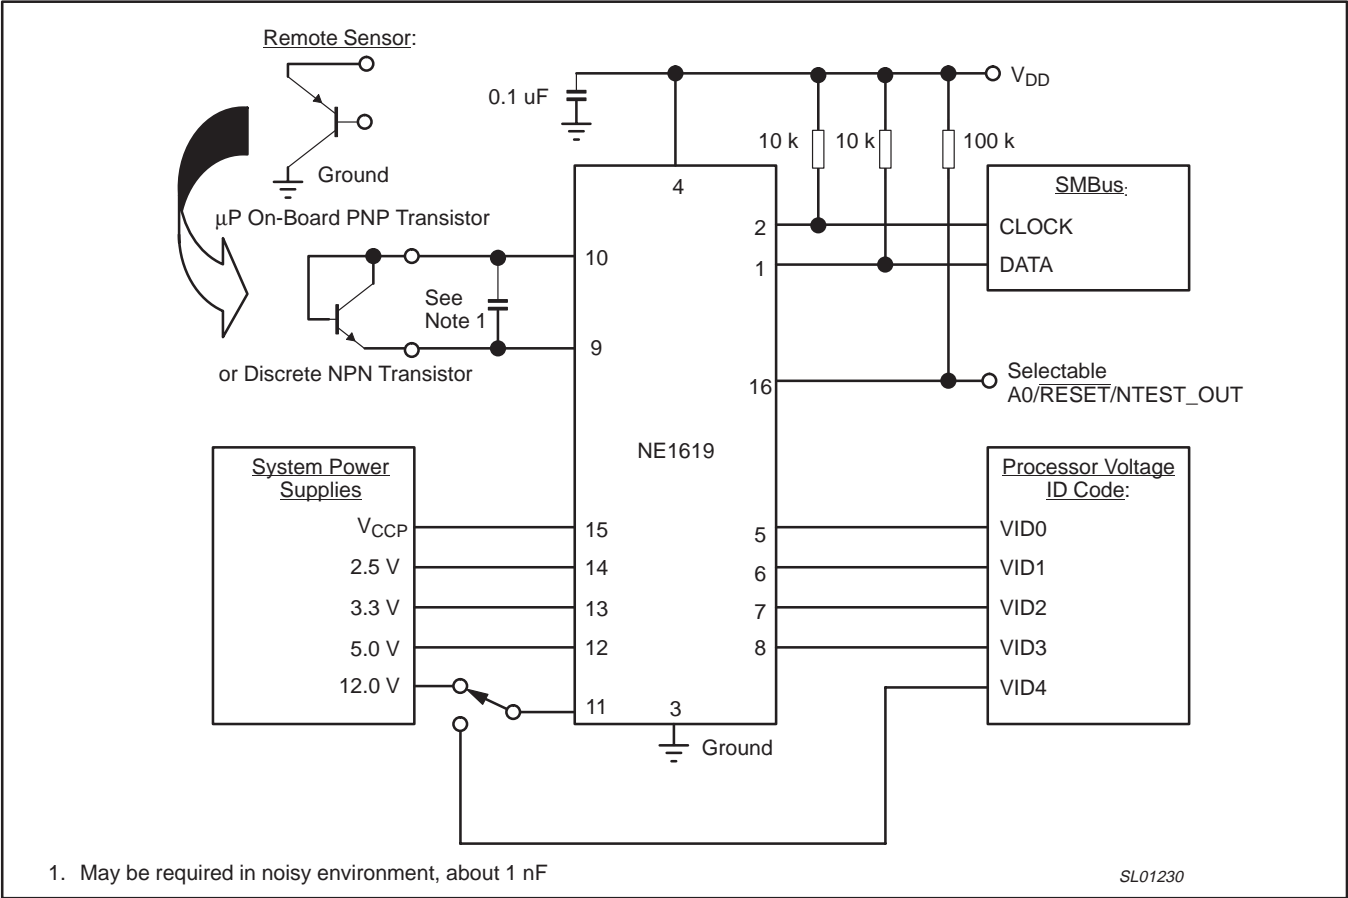 Remote Sensor:
Ground
μP On-Board PNP Transistor
See
Note 1
or Discrete NPN Transistor
0.1 uF
VDD
10 k
10 k
100 k
4
2
1
16
10
9
NE1619
SMBus:
CLOCK
DATA
Selectable
A0/RESET/NTEST_OUT
System Power
Supplies
VCCP
2.5 V
3.3 V
5.0 V
12.0 V
15
14
13
12
11
3
Ground
5
6
7
8
Processor Voltage
ID Code:
VID0
VID1
VID2
VID3
VID4
1. May be required in noisy environment, about 1 nF
SL01230